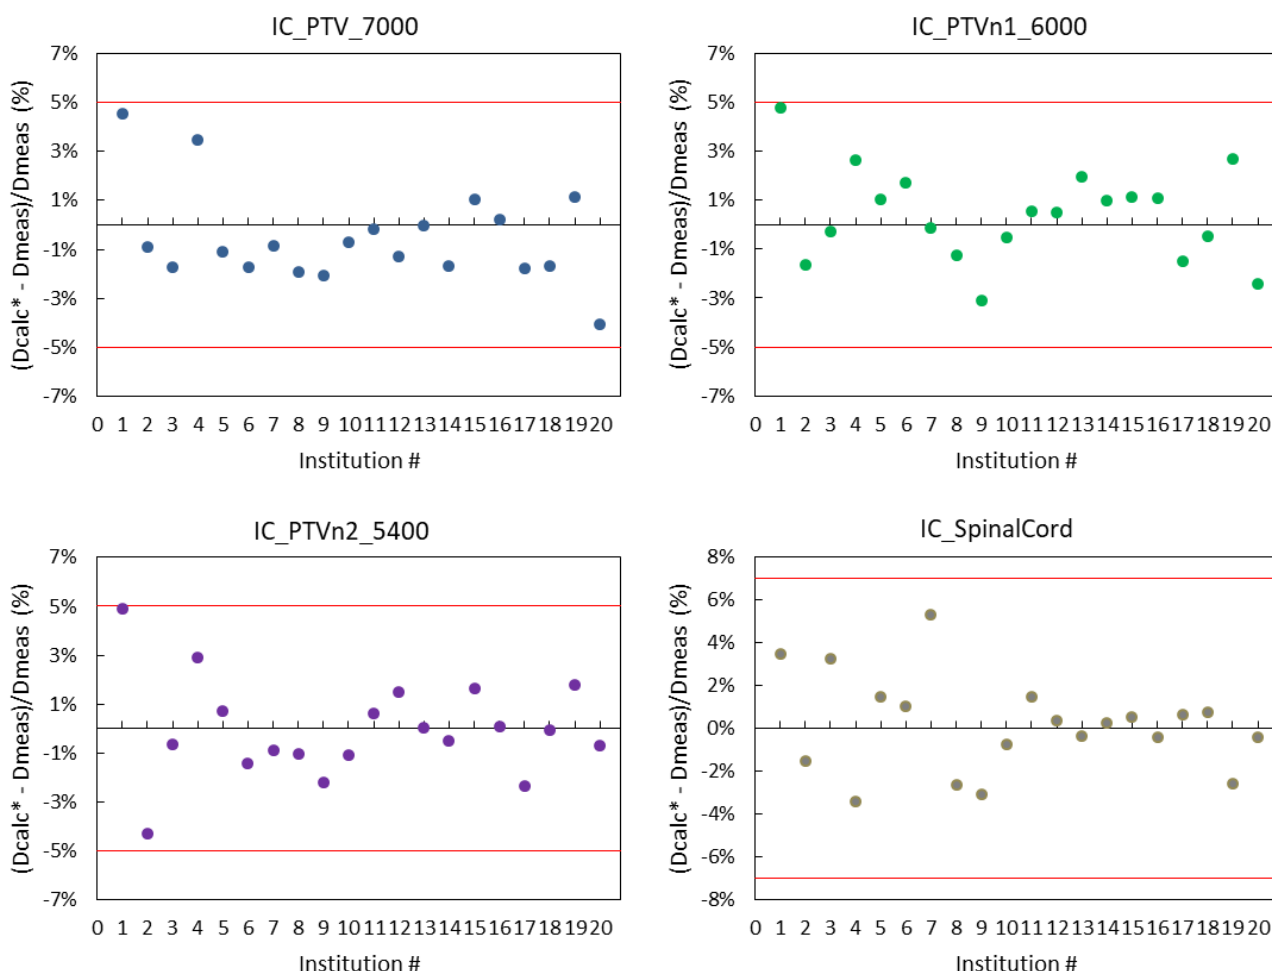 IC_PTV_7000
(Dcalc* - Dmeas)/Dmeas (%)
7%
5%
3%
1%
-1%
-3%
-5%
-7%
0 1 2 3 4 5 6 7 8 9 10 11 12 13 14 15 16 17 18 19 20
Institution #
IC_PTVn1_6000
(Dcalc* - Dmeas)/Dmeas (%)
7%
5%
3%
1%
-1%
-3%
-5%
-7%
0 1 2 3 4 5 6 7 8 9 10 11 12 13 14 15 16 17 18 19 20
Institution #
IC_PTVn2_5400
(Dcalc* - Dmeas)/Dmeas (%)
7%
5%
3%
1%
-1%
-3%
-5%
-7%
0 1 2 3 4 5 6 7 8 9 10 11 12 13 14 15 16 17 18 19 20
Institution #
IC_SpinalCord
(Dcalc* - Dmeas)/Dmeas (%)
8%
6%
4%
2%
0%
-2%
-4%
-6%
-8%
0 1 2 3 4 5 6 7 8 9 10 11 12 13 14 15 16 17 18 19 20
Institution #